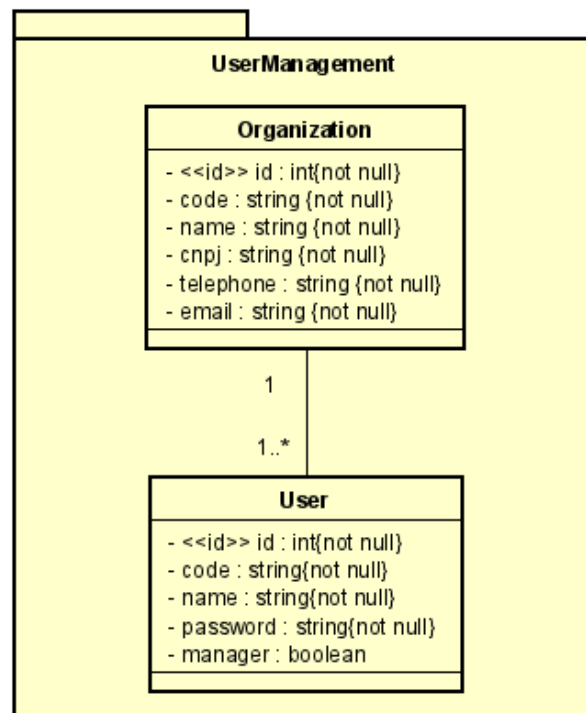 UserManagement
Organization
- <<id>> id : int{not null}
- code : string {not null}
- name : string {not null}
- cnpj : string {not null}
- telephone : string {not null}
- email : string {not null}
1
1..*
User
- <<id>> id : int{not null}
- code : string{not null}
- name : string{not null}
- password : string{not null}
- manager : boolean